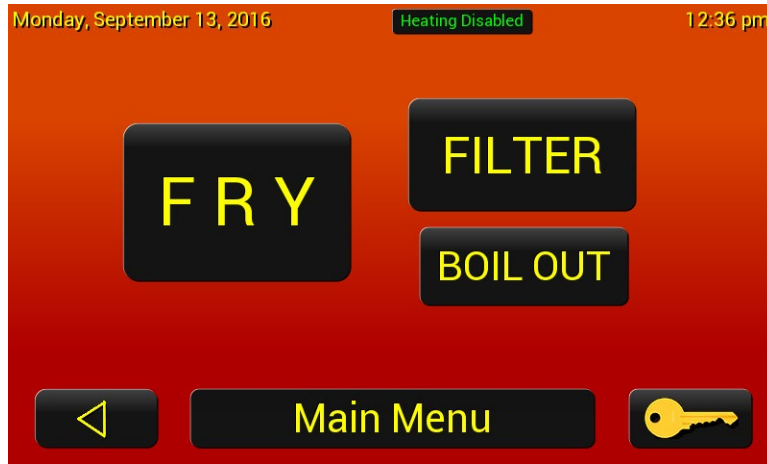 Monday, September 13, 2016
Heating Disabled
12:36 pm
F R Y
FILTER
BOIL OUT
Main Menu